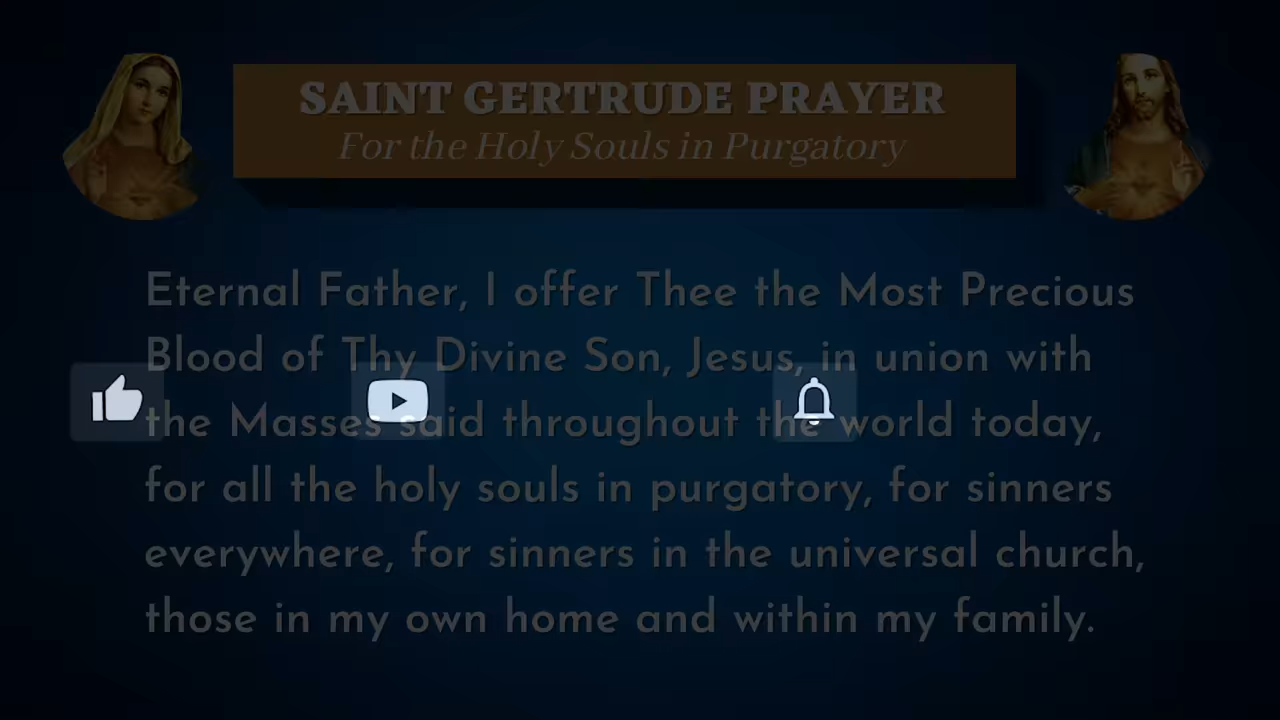 SAINT GERTRUDE PRAYER
For the Holy Souls in Purgatory
Eternal Father, I offer Thee the Most Precious
Blood of Thy Divine Son, Jesus, in union with
the Masses said throughout the world today,
for all the holy souls in purgatory, for sinners
everywhere, for sinners in the universal church,
those in my own home and within my family.